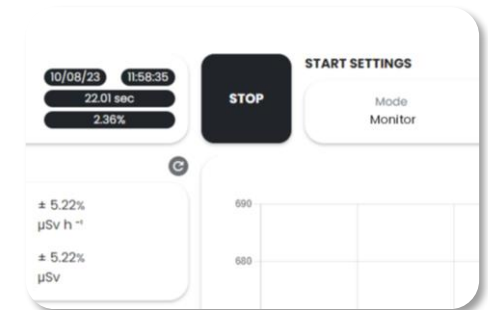 10/08/23 11:58:35
22.01 sec
2.36%
STOP
START SETTINGS
Mode
Monitor
± 5.22%
µSv h⁻¹
± 5.22%
µSv
690
680